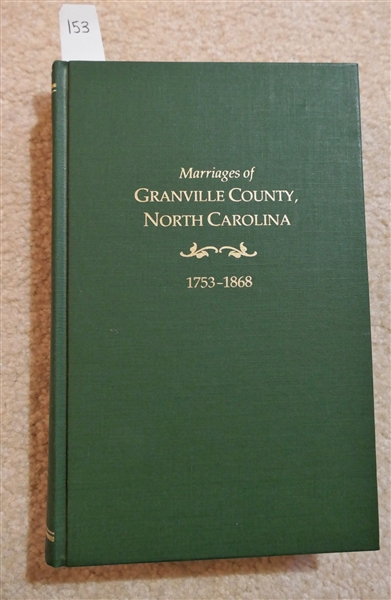 153
Marriages of
GRANVILLE COUNTY,
NORTH CAROLINA
1753–1868